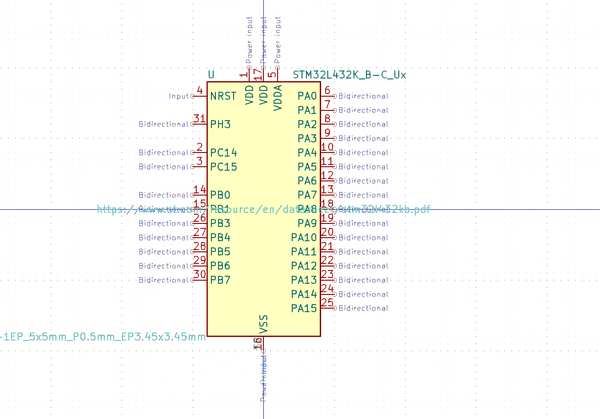 Power input Power input Power input
U STM32L432K_B-C_Ux
1 17 5
VDD VDD VDDA
Input 4 NRST PA0 6 Bidirectional
PA1 7 Bidirectional
Bidirectional 31 PH3 PA2 8 Bidirectional
PA3 9 Bidirectional
Bidirectional 2 PC14 PA4 10 Bidirectional
Bidirectional 3 PC15 PA5 11 Bidirectional
PA6 12 Bidirectional
Bidirectional 14 PB0 PA7 13 Bidirectional
15 18
Bidirectional 26 PB3 PA9 19 Bidirectional
Bidirectional 27 PB4 PA10 20 Bidirectional
Bidirectional 28 PB5 PA11 21 Bidirectional
Bidirectional 29 PB6 PA12 22 Bidirectional
Bidirectional 30 PB7 PA13 23 Bidirectional
PA14 24 Bidirectional
PA15 25 Bidirectional
VSS
-1EP_5x5mm_P0.5mm_EP3.45x3.45mm